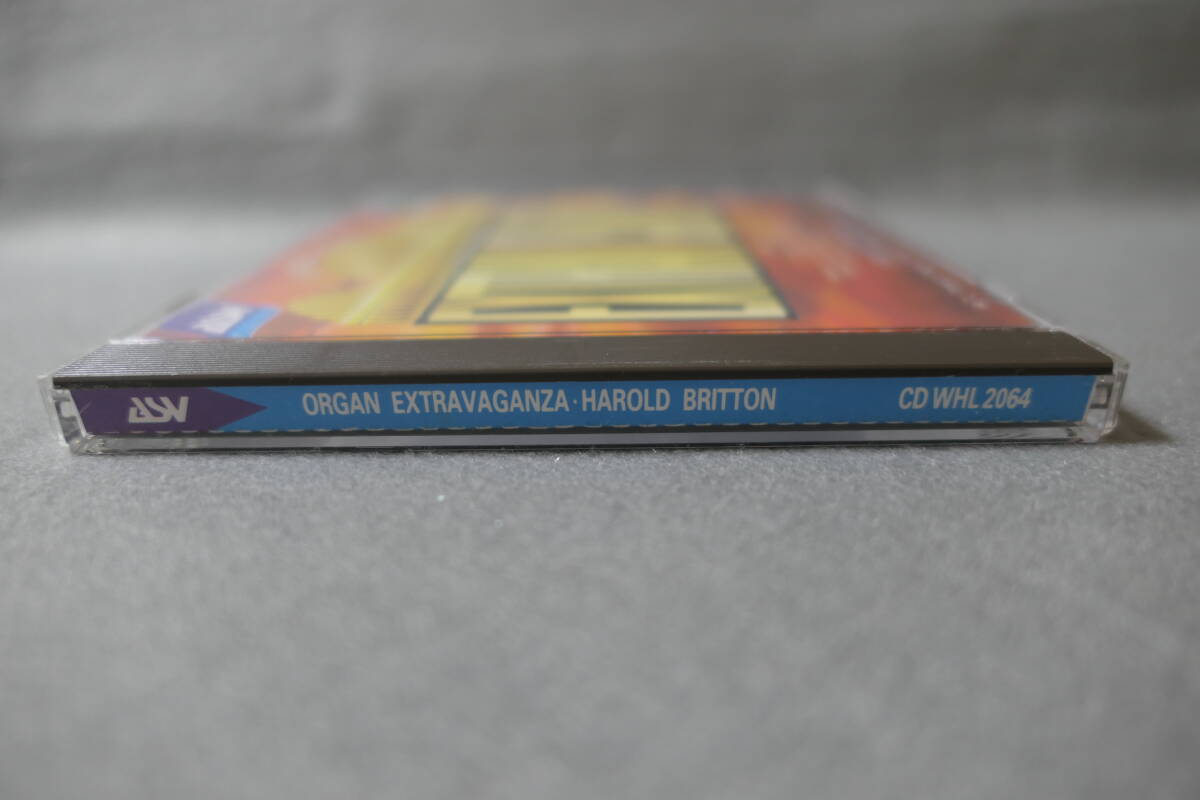 ASV ORGAN EXTRAVAGANZA · HAROLD BRITTON CD WHL 2064